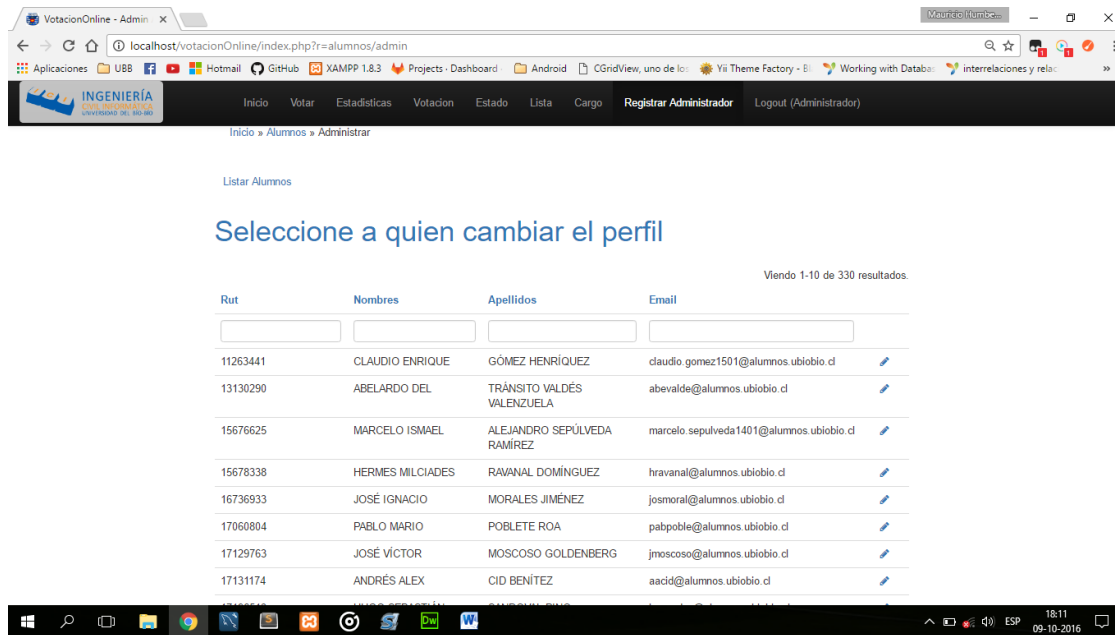 VotacionOnline - Admin
Mauricio Humbe...
localhost/votacionOnline/index.php?r=alumnos/admin
Aplicaciones UBB Hotmail GitHub XAMPP 1.8.3 Projects · Dashboard Android CGridView, uno de los Yii Theme Factory - Bl Working with Databa: interrelaciones y relac »
INGENIERÍA
CIVIL INFORMÁTICA
UNIVERSIDAD DEL BÍO-BÍO
Inicio Votar Estadisticas Votacion Estado Lista Cargo Registrar Administrador Logout (Administrador)
Inicio » Alumnos » Administrar
Listar Alumnos
Seleccione a quien cambiar el perfil
Viendo 1-10 de 330 resultados.
Rut Nombres Apellidos Email
11263441 CLAUDIO ENRIQUE GÓMEZ HENRÍQUEZ claudio.gomez1501@alumnos.ubiobio.cl
13130290 ABELARDO DEL TRÁNSITO VALDÉS abevalde@alumnos.ubiobio.cl
VALENZUELA
15676625 MARCELO ISMAEL ALEJANDRO SEPÚLVEDA marcelo.sepulveda1401@alumnos.ubiobio.cl
RAMÍREZ
15678338 HERMES MILCIADES RAVANAL DOMÍNGUEZ hravanal@alumnos.ubiobio.cl
16736933 JOSÉ IGNACIO MORALES JIMÉNEZ josmoral@alumnos.ubiobio.cl
17060804 PABLO MARIO POBLETE ROA pabpoble@alumnos.ubiobio.cl
17129763 JOSÉ VÍCTOR MOSCOSO GOLDENBERG jmoscoso@alumnos.ubiobio.cl
17131174 ANDRÉS ALEX CID BENÍTEZ aacid@alumnos.ubiobio.cl
ESP
18:11
09-10-2016